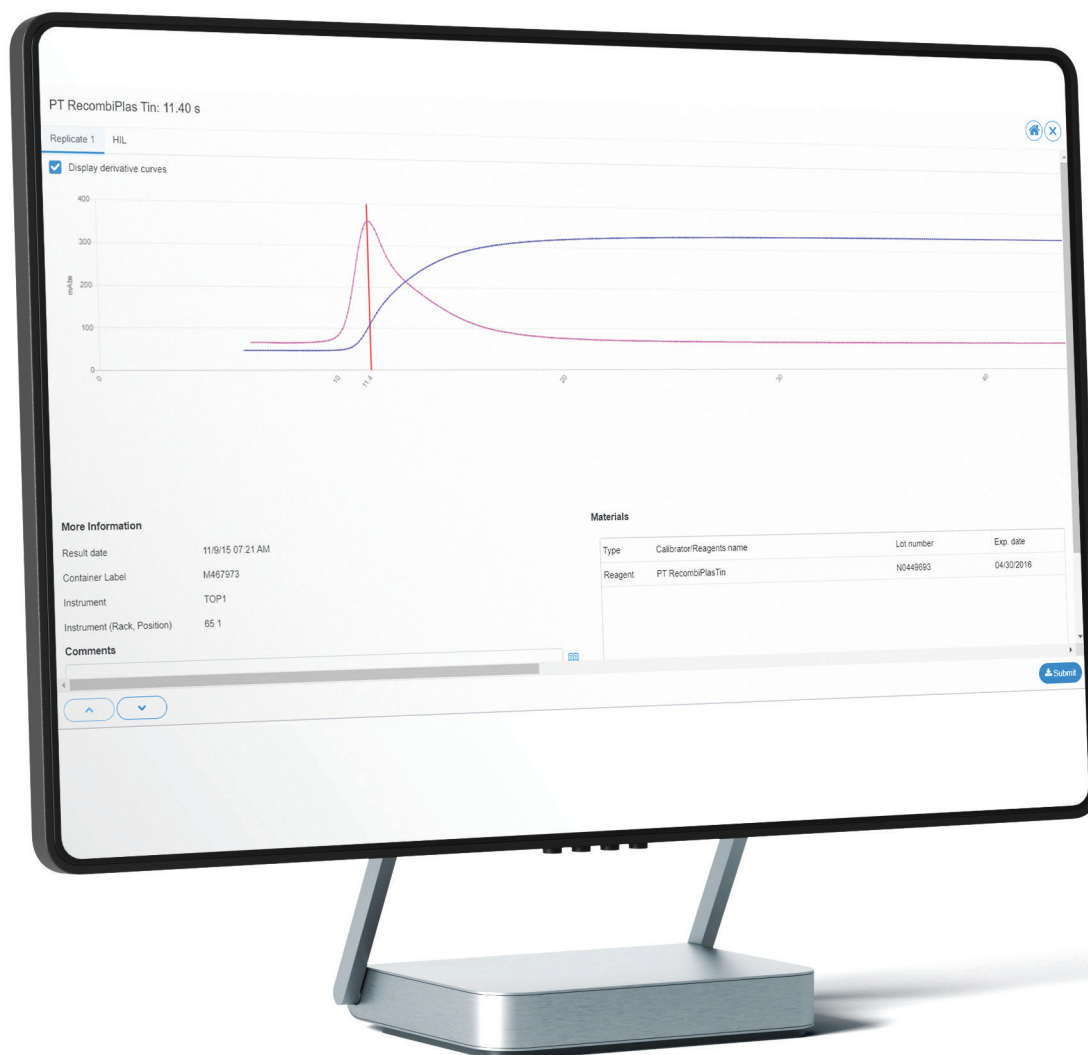 PT RecombiPlas Tin: 11.40 s
Replicate 1 HIL
Display derivative curves
400
300
200
100
0
mAbs
0 10 11.4 20 30 40
More Information
Result date 11/9/15 07:21 AM
Container Label M467973
Instrument TOP1
Instrument (Rack, Position) 65 1
Comments
Materials
Type Calibrator/Reagents name Lot number Exp. date
Reagent PT RecombiPlasTin N0449693 04/30/2016
Submit